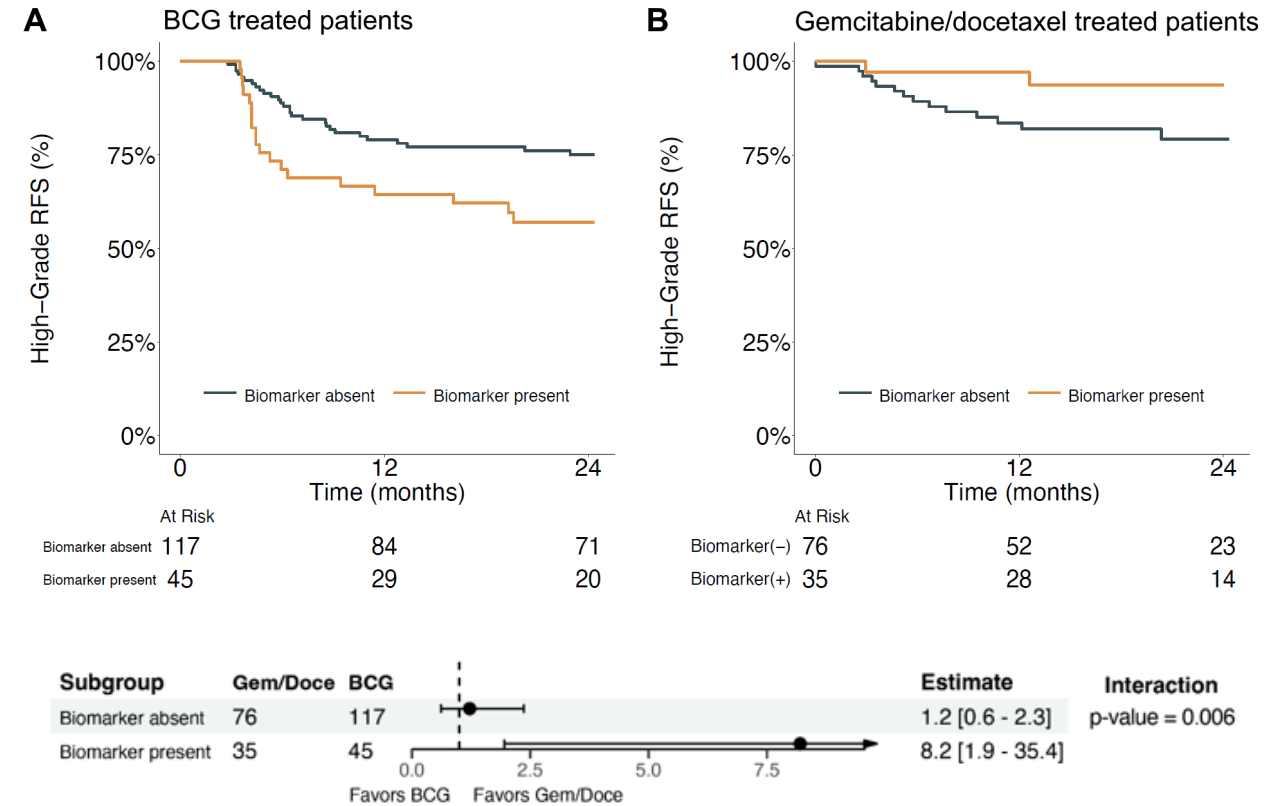 A BCG treated patients
100%
75%
50%
25%
0%
High−Grade RFS (%)
Biomarker absent Biomarker present
0 12 24
Time (months)
At Risk
Biomarker absent 117 84 71
Biomarker present 45 29 20
B Gemcitabine/docetaxel treated patients
100%
75%
50%
25%
0%
High−Grade RFS (%)
Biomarker absent Biomarker present
0 12 24
Time (months)
At Risk
Biomarker(−) 76 52 23
Biomarker(+) 35 28 14
Subgroup Gem/Doce BCG Estimate Interaction
Biomarker absent 76 117 1.2 [0.6 - 2.3] p-value = 0.006
Biomarker present 35 45 8.2 [1.9 - 35.4]
0.0 2.5 5.0 7.5
Favors BCG Favors Gem/Doce